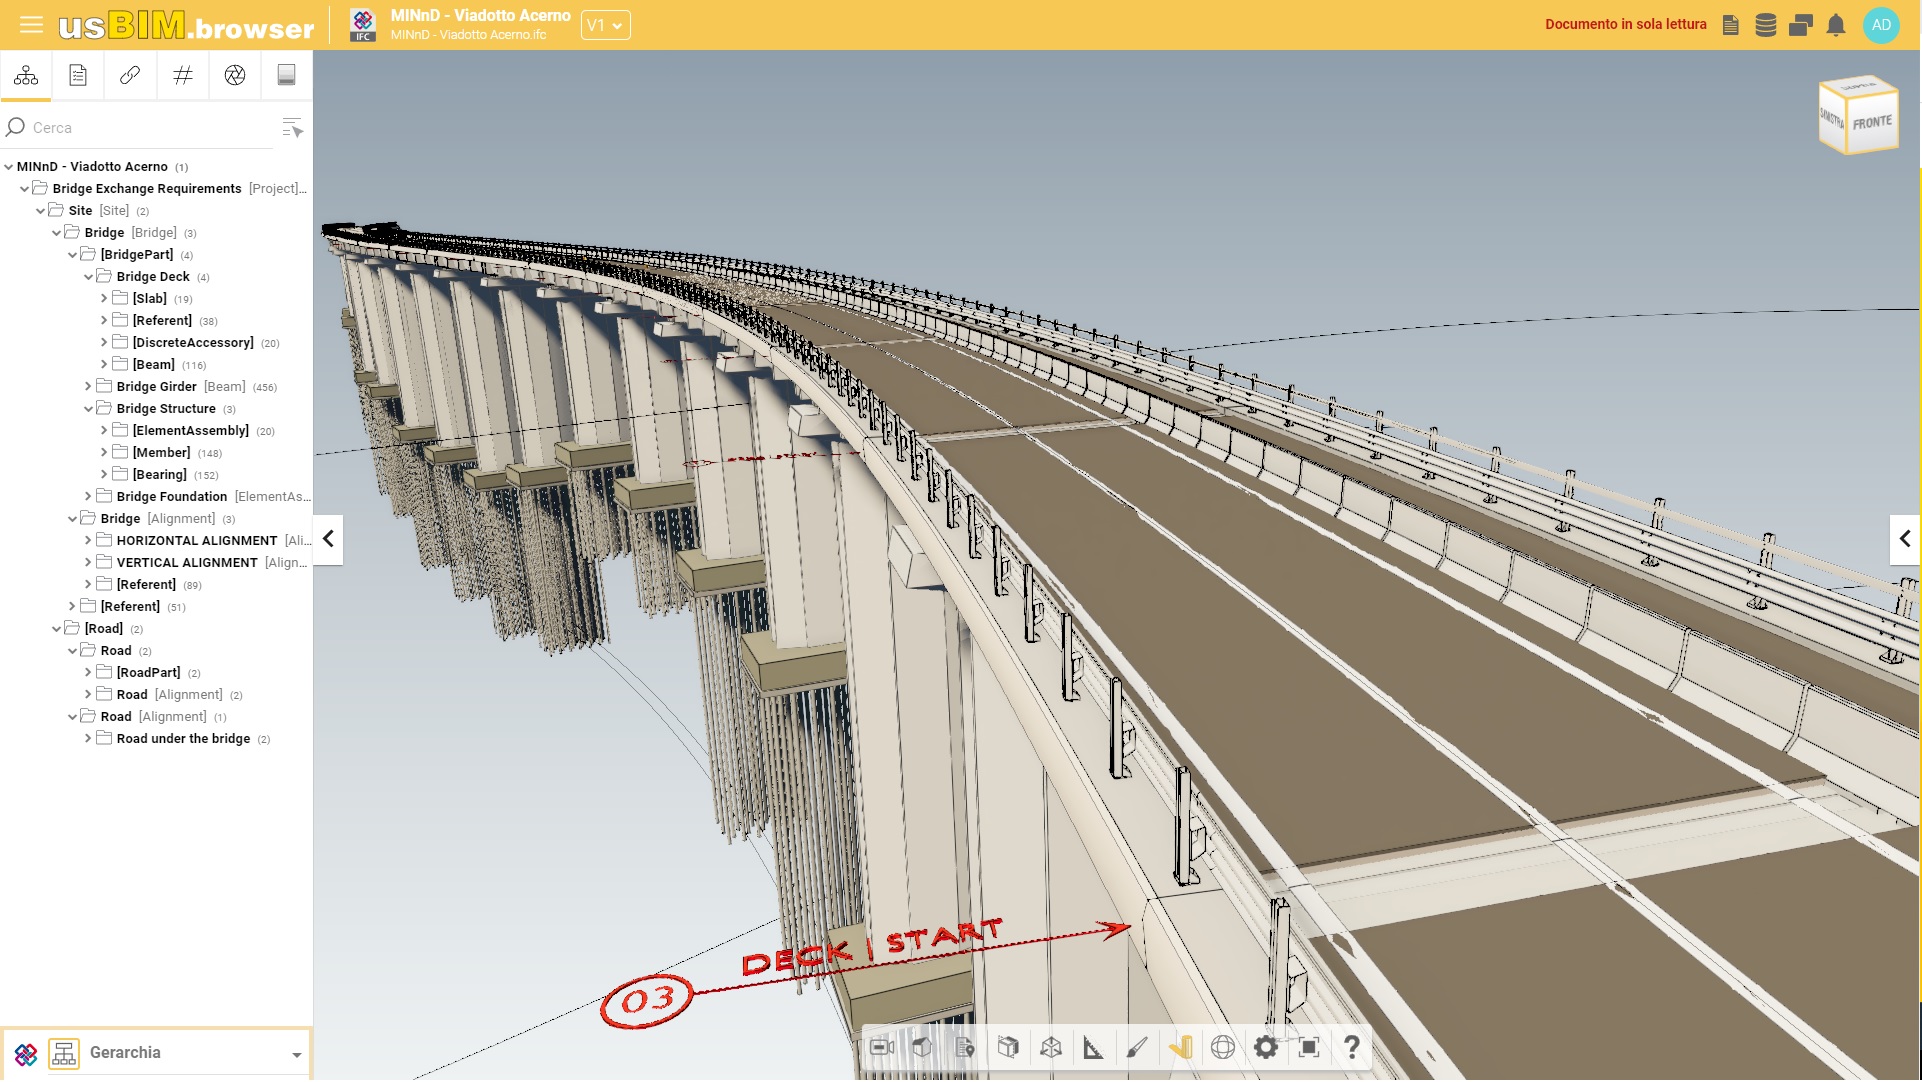 usBIM.browser
IFC
MINnD - Viadotto Acerno
MINnD - Viadotto Acerno.ifc
V1
Documento in sola lettura
AD
Cerca
MINnD - Viadotto Acerno (1)
Bridge Exchange Requirements [Project]...
Site [Site] (2)
Bridge [Bridge] (3)
[BridgePart] (4)
Bridge Deck (4)
[Slab] (19)
[Referent] (38)
[DiscreteAccessory] (20)
[Beam] (116)
Bridge Girder [Beam] (456)
Bridge Structure (3)
[ElementAssembly] (20)
[Member] (148)
[Bearing] (152)
Bridge Foundation [ElementAs...
Bridge [Alignment] (3)
HORIZONTAL ALIGNMENT [Ali...
VERTICAL ALIGNMENT [Align...
[Referent] (89)
[Referent] (51)
[Road] (2)
Road (2)
[RoadPart] (2)
Road [Alignment] (2)
Road [Alignment] (1)
Road under the bridge (2)
Gerarchia
SINISTRA
FRONTE
DECK | START
03
?